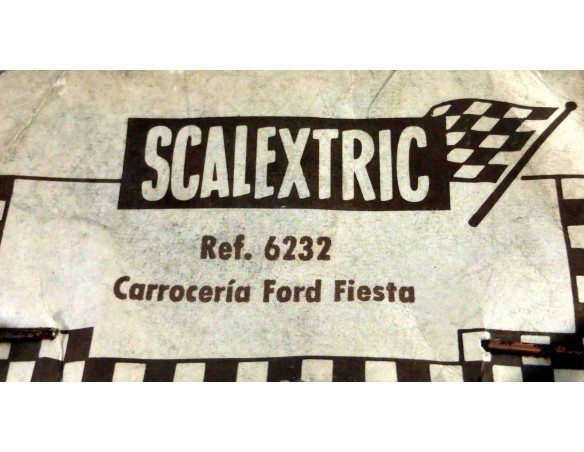 SCALEXTRIC
Ref. 6232
Carrocería Ford Fiesta